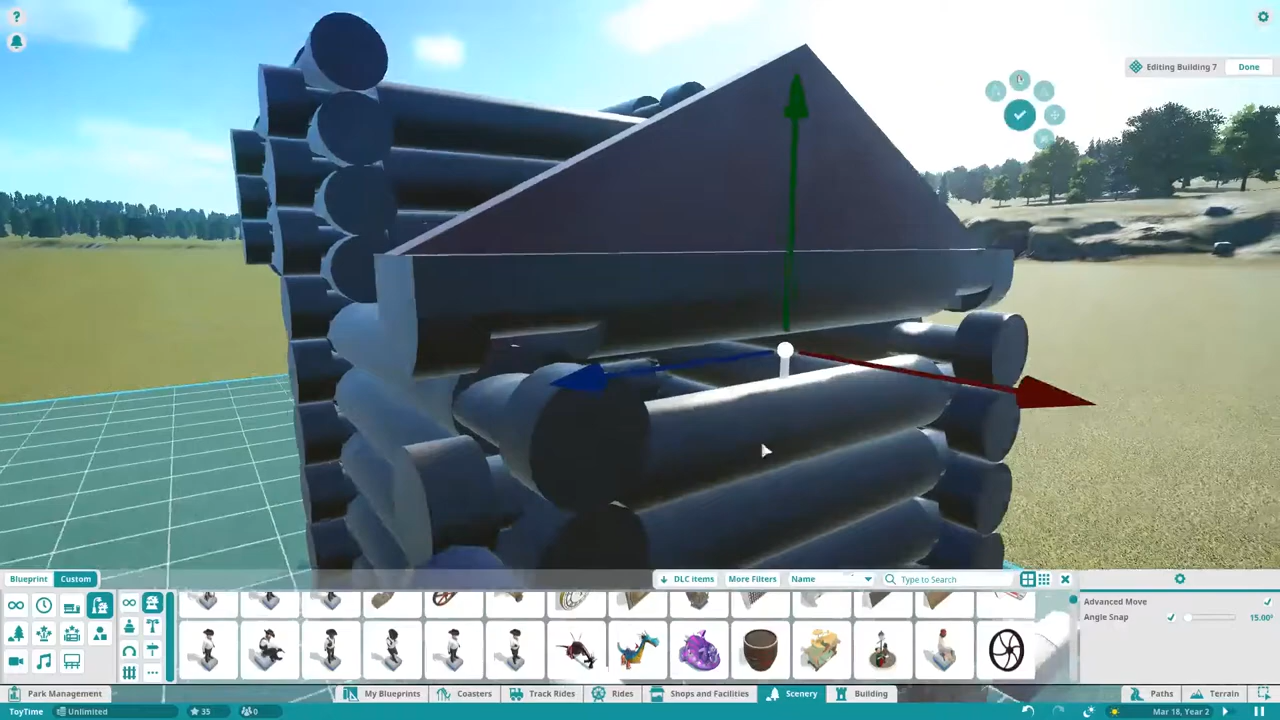 ?
Editing Building 7 Done
Blueprint Custom
DLC items More Filters Name Type to Search
Advanced Move
Angle Snap 15.00°
Park Management My Blueprints Coasters Track Rides Rides Shops and Facilities Scenery Building Paths Terrain
ToyTime Unlimited 35 0 Mar 18, Year 2